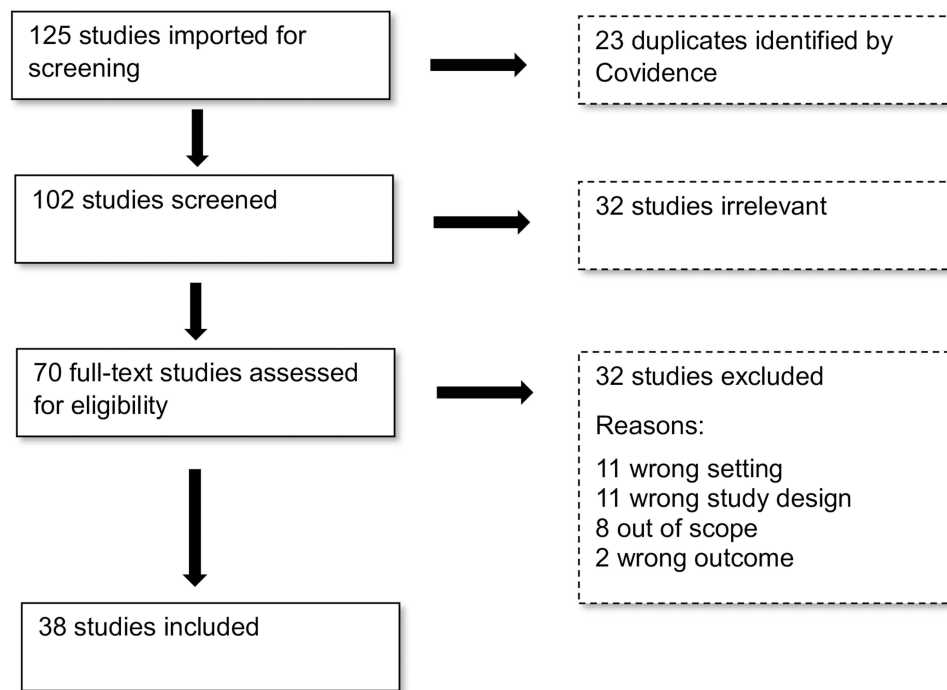 125 studies imported for
screening
23 duplicates identified by
Covidence
102 studies screened
32 studies irrelevant
70 full-text studies assessed
for eligibility
32 studies excluded
Reasons:
11 wrong setting
11 wrong study design
8 out of scope
2 wrong outcome
38 studies included